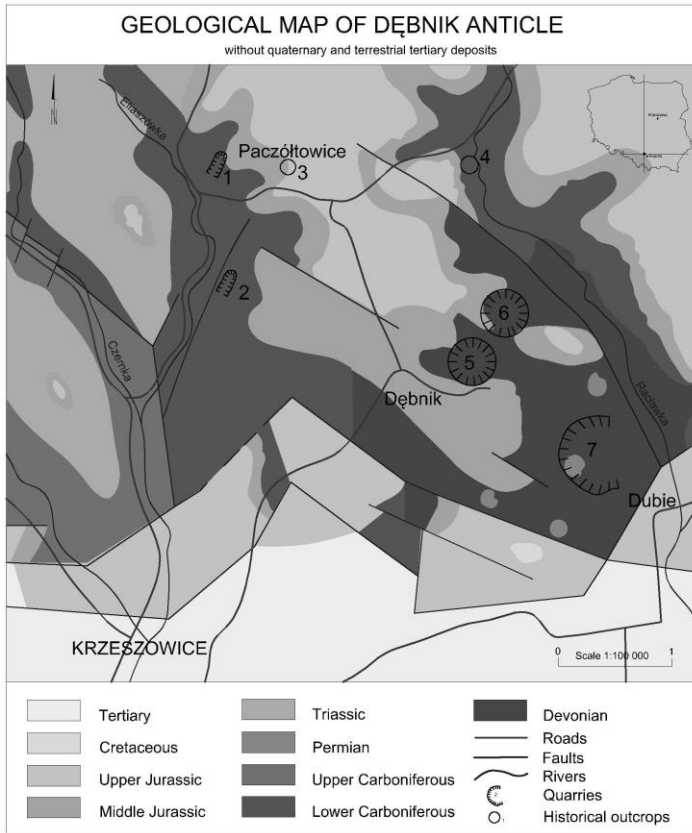 GEOLOGICAL MAP OF DĘBNIK ANTICLE
without quaternary and terrestrial tertiary deposits
N
Eliaszówka
Paczółtowice
1
3
4
2
Czernka
6
5
Dębnik
7
Racławka
Dubie
KRZESZOWICE
0 Scale 1:100 000 1
Tertiary
Cretaceous
Upper Jurassic
Middle Jurassic
Triassic
Permian
Upper Carboniferous
Lower Carboniferous
Devonian
Roads
Faults
Rivers
Quarries
Historical outcrops